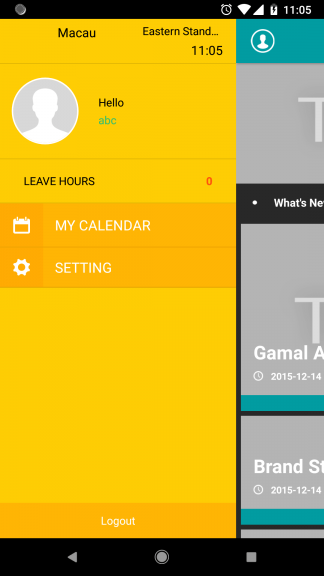 11:05
Macau
Eastern Stand...
11:05
Hello
abc
LEAVE HOURS
0
MY CALENDAR
SETTING
Logout
T
• What's Ne
T
Gamal A
2015-12-14
Brand St
2015-12-14